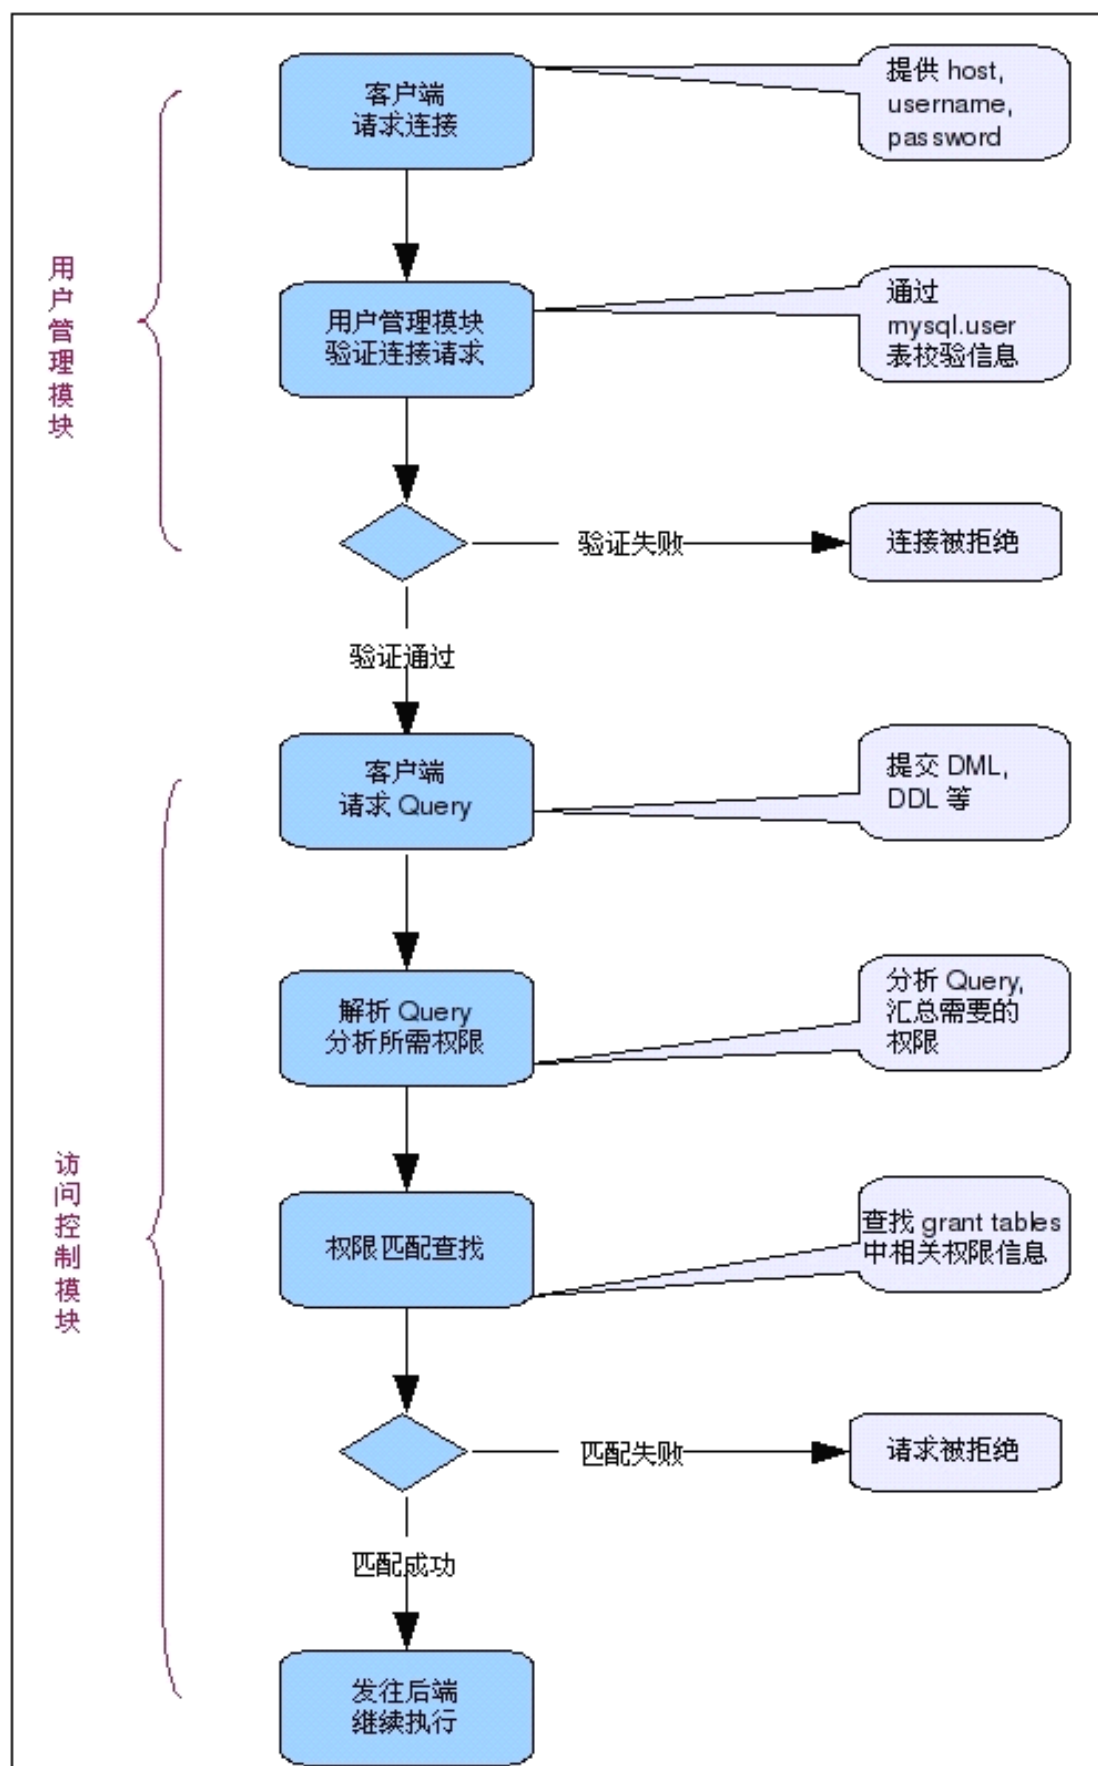 客户端
请求连接
提供 host,
username,
password
用户管理模块
用户管理模块
验证连接请求
通过
mysql.user
表校验信息
验证失败
连接被拒绝
验证通过
客户端
请求 Query
提交 DML,
DDL 等
访问控制模块
解析 Query
分析所需权限
分析 Query,
汇总需要的
权限
权限匹配查找
查找 grant tables
中相关权限信息
匹配失败
请求被拒绝
匹配成功
发往后端
继续执行